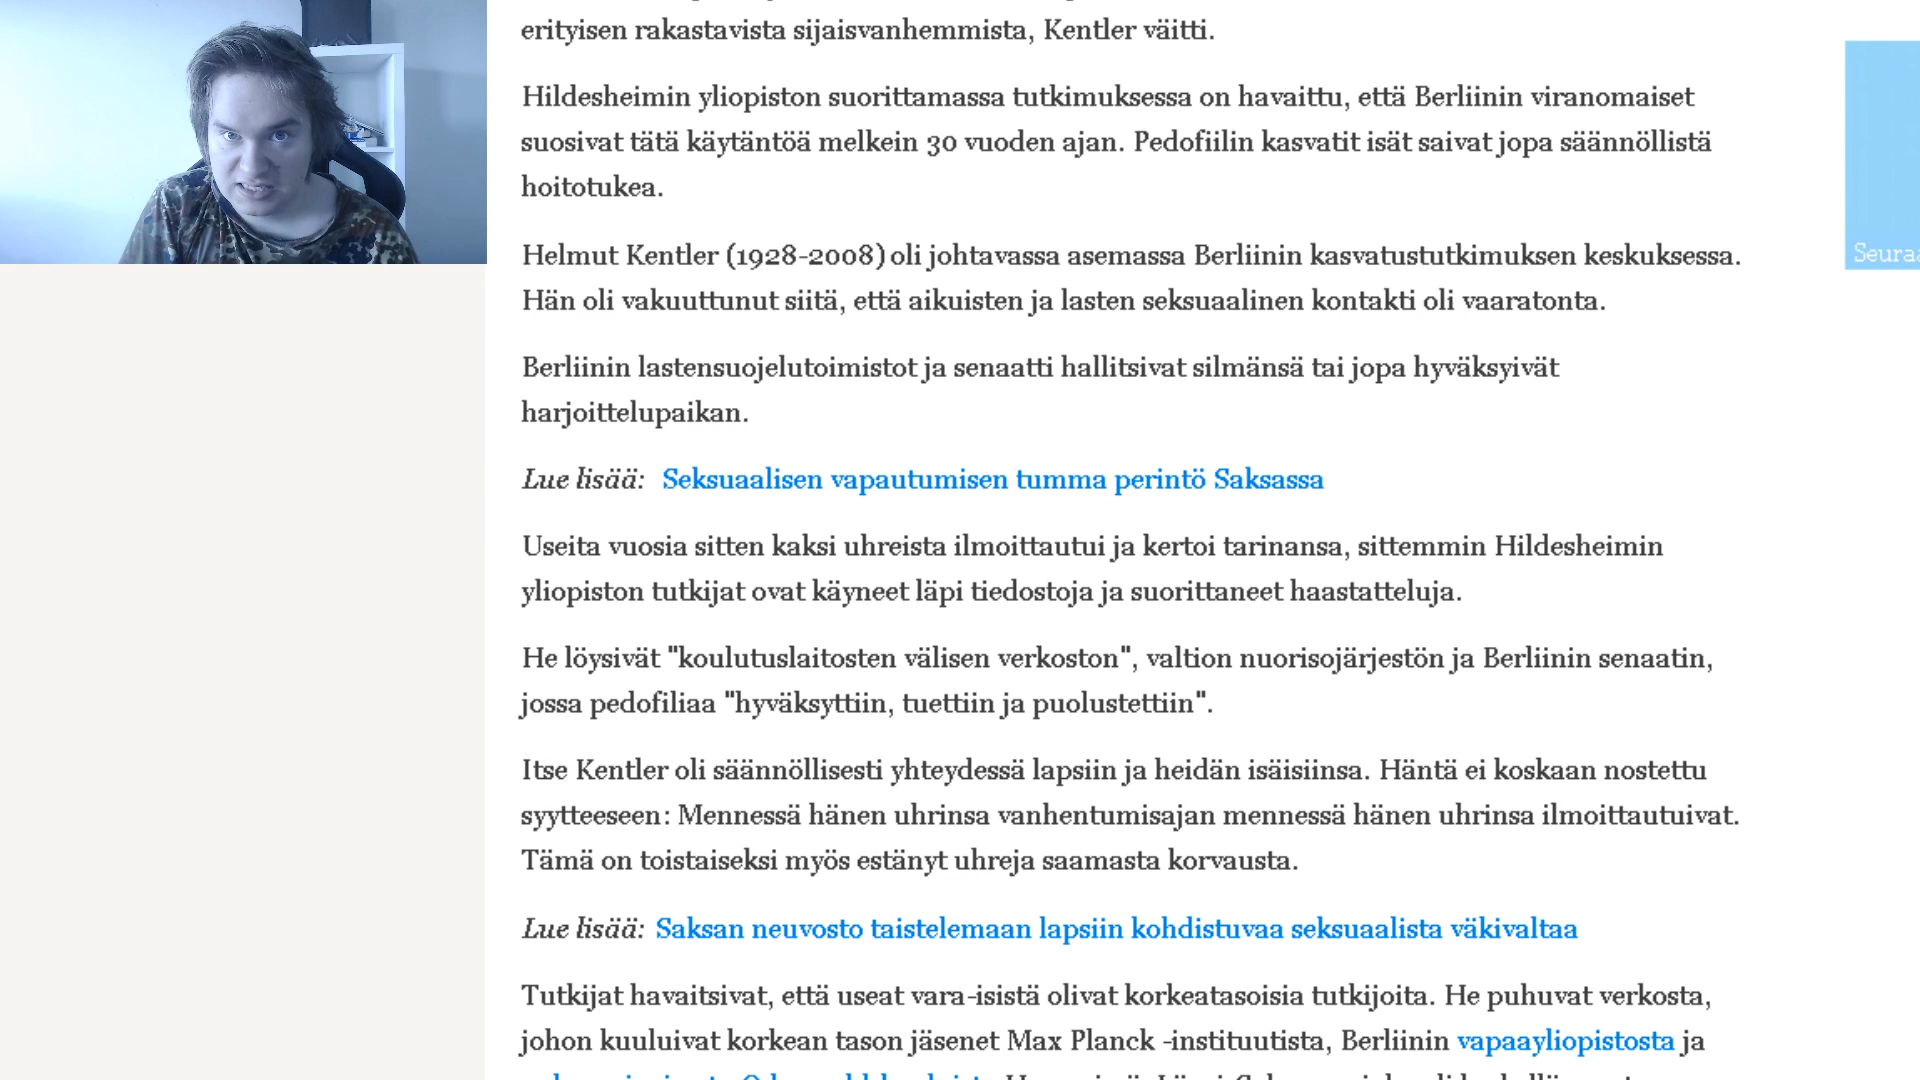 erityisen rakastavista sijaisvanhemmista, Kentler väitti.
Hildesheimin yliopiston suorittamassa tutkimuksessa on havaittu, että Berliinin viranomaiset
suosivat tätä käytäntöä melkein 30 vuoden ajan. Pedofiilin kasvatit isät saivat jopa säännöllistä
hoitotukea.
Helmut Kentler (1928-2008) oli johtavassa asemassa Berliinin kasvatustutkimuksen keskuksessa.
Hän oli vakuuttunut siitä, että aikuisten ja lasten seksuaalinen kontakti oli vaaratonta.
Berliinin lastensuojelutoimistot ja senaatti hallitsivat silmänsä tai jopa hyväksyivät
harjoittelupaikan.
Lue lisää: Seksuaalisen vapautumisen tumma perintö Saksassa
Useita vuosia sitten kaksi uhreista ilmoittautui ja kertoi tarinansa, sittemmin Hildesheimin
yliopiston tutkijat ovat käyneet läpi tiedostoja ja suorittaneet haastatteluja.
He löysivät "koulutuslaitosten välisen verkoston", valtion nuorisojärjestön ja Berliinin senaatin,
jossa pedofiliaa "hyväksyttiin, tuettiin ja puolustettiin".
Itse Kentler oli säännöllisesti yhteydessä lapsiin ja heidän isäisiinsa. Häntä ei koskaan nostettu
syytteeseen: Mennessä hänen uhrinsa vanhentumisajan mennessä hänen uhrinsa ilmoittautuivat.
Tämä on toistaiseksi myös estänyt uhreja saamasta korvausta.
Lue lisää: Saksan neuvosto taistelemaan lapsiin kohdistuvaa seksuaalista väkivaltaa
Tutkijat havaitsivat, että useat vara-isistä olivat korkeatasoisia tutkijoita. He puhuvat verkosta,
johon kuuluivat korkean tason jäsenet Max Planck -instituutista, Berliinin vapaayliopistosta ja